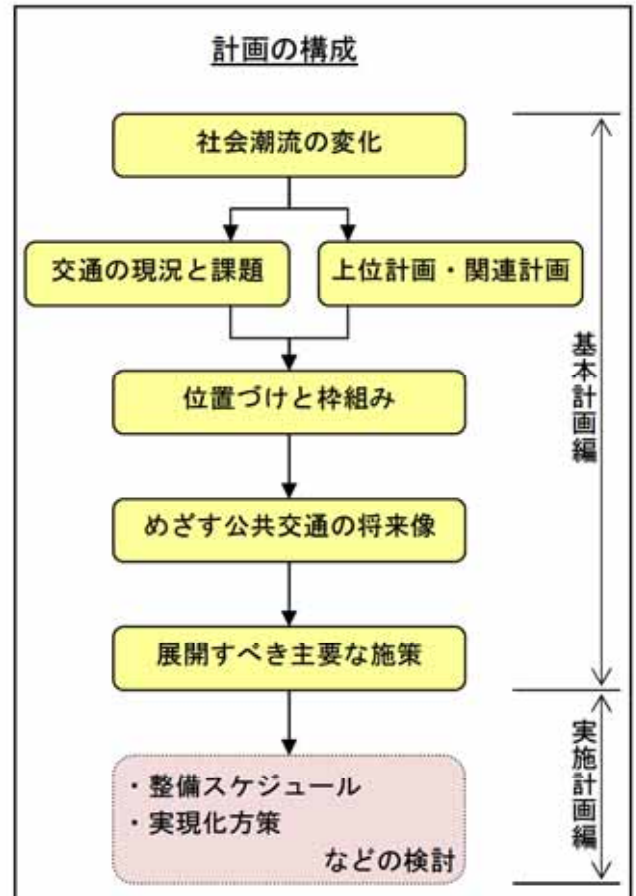 計画の構成
社会潮流の変化
交通の現況と課題
上位計画・関連計画
位置づけと枠組み
めざす公共交通の将来像
展開すべき主要な施策
・整備スケジュール
・実現化方策
などの検討
基本計画編
実施計画編